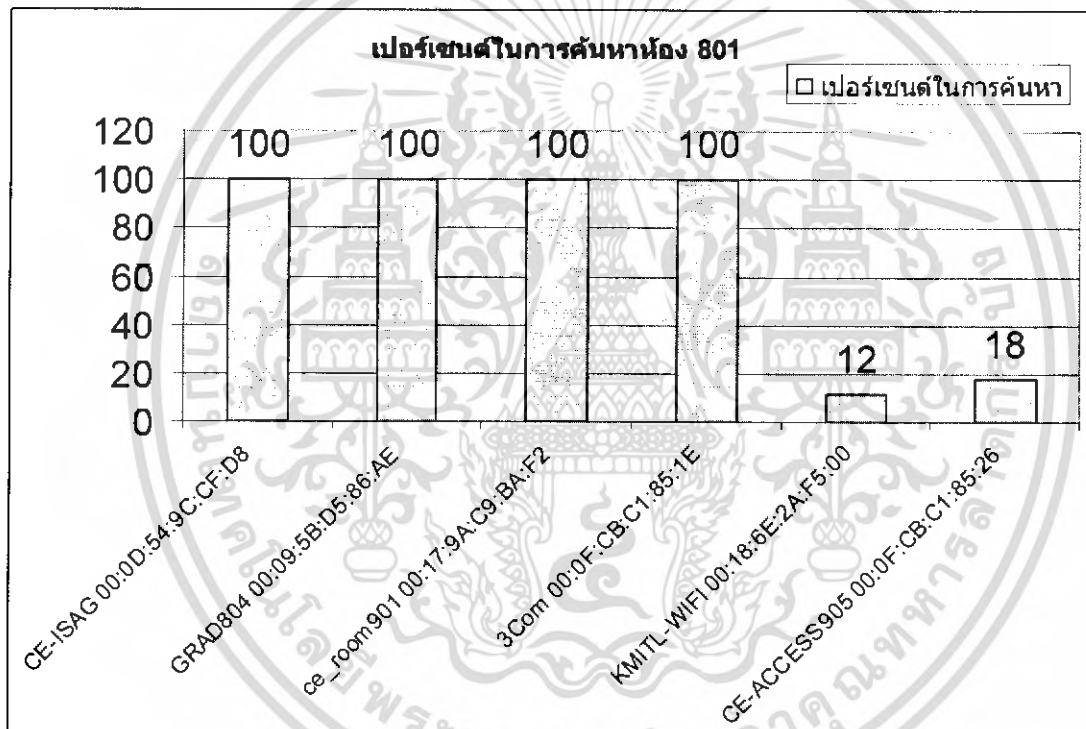 เปอร์เซนต์ในการค้นหาห้อง 801
เปอร์เซนต์ในการค้นหา
120
100
80
60
40
20
0
100
100
100
100
12
18
CE-ISAG 00:0D:54:9C:CF:D8
GRAD804 00:09:5B:D5:86:AE
ce_room901 00:17:9A:C9:BA:F2
3Com 00:0F:CB:C1:85:1E
KMITL-WIFI 00:18:6E:2A:F5:00
CE-ACCESS905 00:0F:CB:C1:85:26